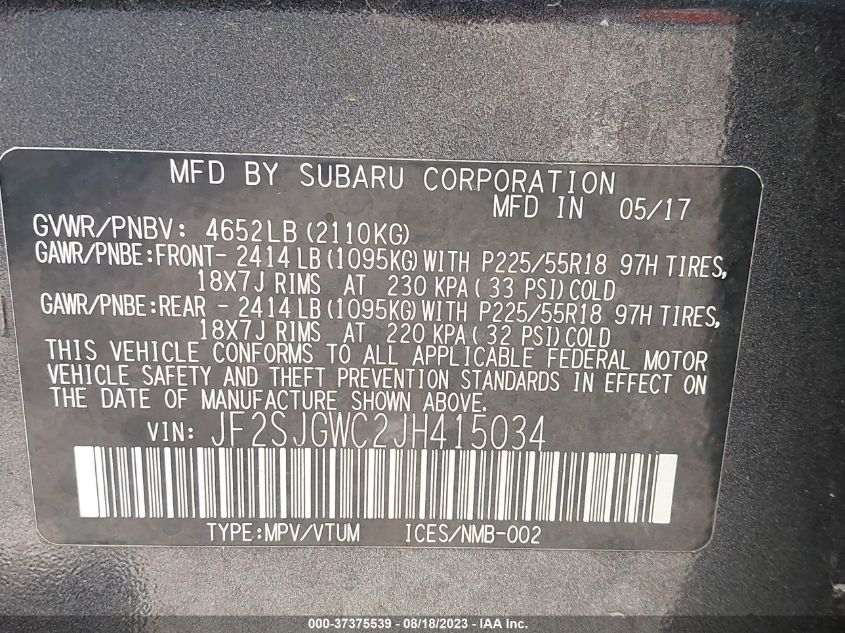 MFD BY SUBARU CORPORATION
MFD IN 05/17
GVWR/PNBV: 4652LB (2110KG)
GAWR/PNBE:FRONT- 2414 LB (1095KG) WITH P225/55R18 97H TIRES,
18X7J RIMS AT 230 KPA ( 33 PSI) COLD
GAWR/PNBE:REAR - 2414 LB (1095KG) WITH P225/55R18 97H TIRES,
18X7J RIMS AT 220 KPA ( 32 PSI) COLD
THIS VEHICLE CONFORMS TO ALL APPLICABLE FEDERAL MOTOR
VEHICLE SAFETY AND THEFT PREVENTION STANDARDS IN EFFECT ON
THE DATE OF MANUFACTURE SHOWN ABOVE.
VIN: JF2SJGWC2JH415034
TYPE:MPV/VTUM ICES/NMB-002
000-37375539 - 08/18/2023 - IAA Inc.